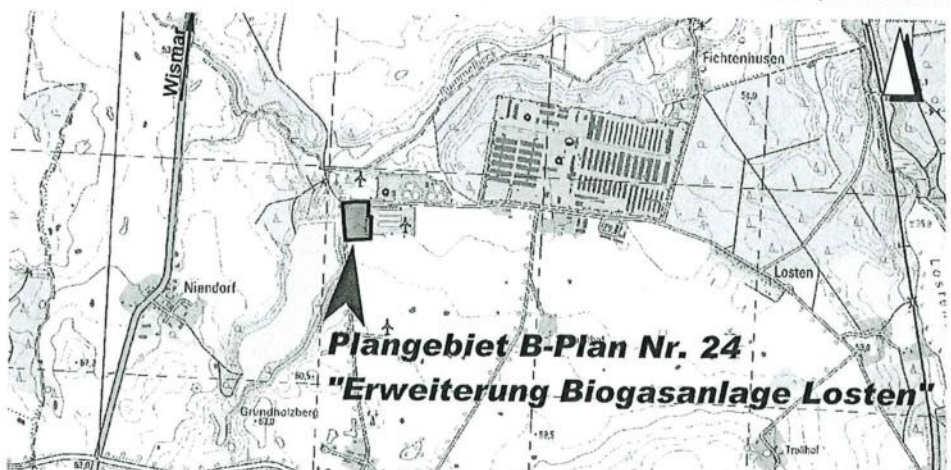 Wismar
Fichtenhusen
Niendorf
Losten
Plangebiet B-Plan Nr. 24
"Erweiterung Biogasanlage Losten"
Grundholzberg
Trollhof